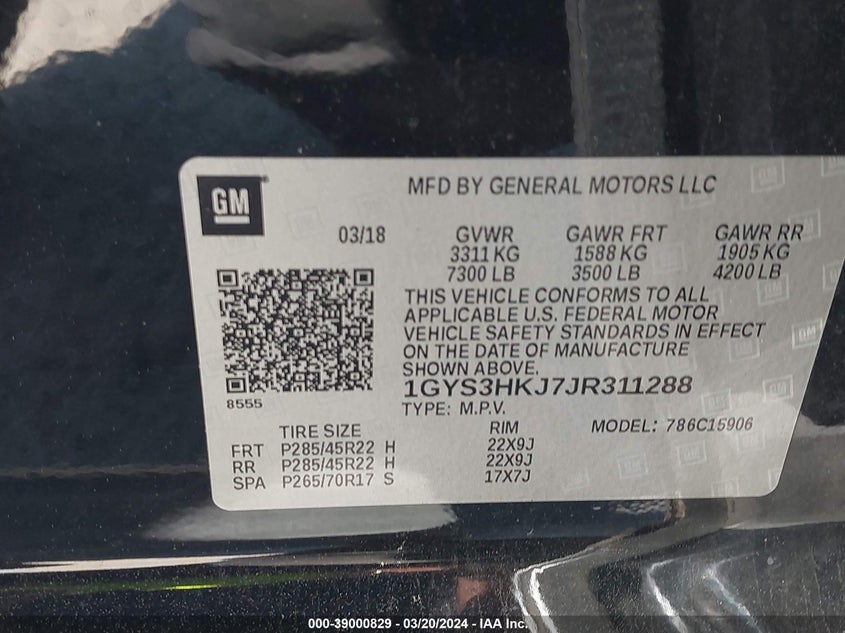 GM
MFD BY GENERAL MOTORS LLC
03/18 GVWR GAWR FRT GAWR RR
3311 KG 1588 KG 1905 KG
7300 LB 3500 LB 4200 LB
THIS VEHICLE CONFORMS TO ALL
APPLICABLE U.S. FEDERAL MOTOR
VEHICLE SAFETY STANDARDS IN EFFECT
ON THE DATE OF MANUFACTURE
SHOWN ABOVE.
1GYS3HKJ7JR311288
8555
TYPE: M.P.V.
MODEL: 786C15906
TIRE SIZE RIM
FRT P285/45R22 H 22X9J
RR P285/45R22 H 22X9J
SPA P265/70R17 S 17X7J
000-39000829 - 03/20/2024 - IAA Inc.